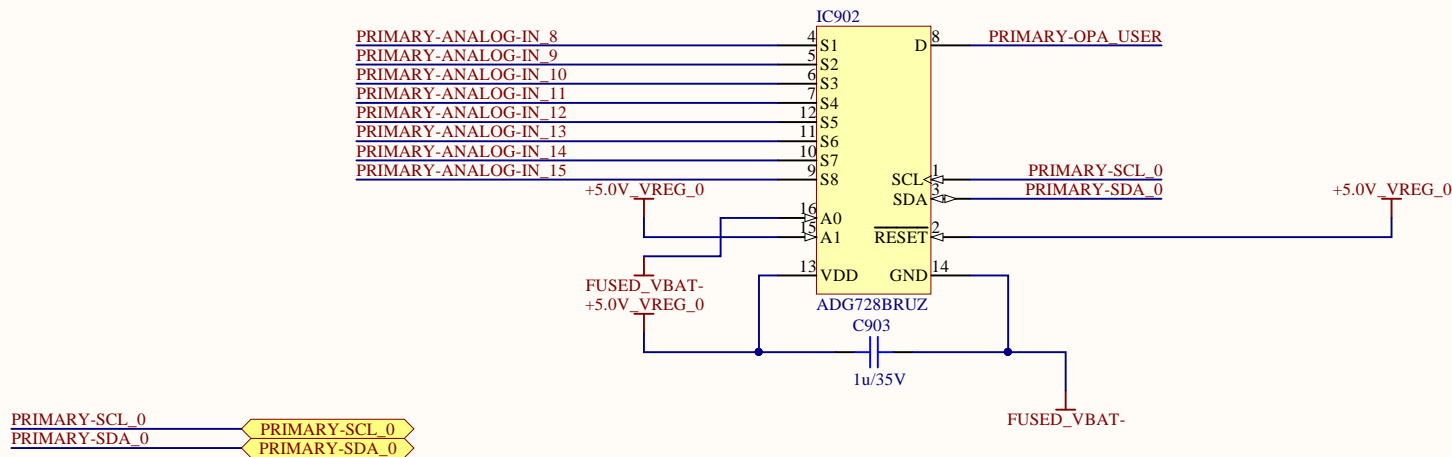 IC902
PRIMARY-ANALOG-IN_8 4 S1 D 8 PRIMARY-OPA_USER
PRIMARY-ANALOG-IN_9 5 S2
PRIMARY-ANALOG-IN_10 6 S3
PRIMARY-ANALOG-IN_11 7 S4
PRIMARY-ANALOG-IN_12 12 S5
PRIMARY-ANALOG-IN_13 11 S6
PRIMARY-ANALOG-IN_14 10 S7
PRIMARY-ANALOG-IN_15 9 S8 SCL 1 PRIMARY-SCL_0
+5.0V_VREG_0 SDA 3 PRIMARY-SDA_0 +5.0V_VREG_0
16 A0
15 A1 RESET 2
13 VDD GND 14
FUSED_VBAT-
+5.0V_VREG_0 ADG728BRUZ
C903
1u/35V
FUSED_VBAT-
PRIMARY-SCL_0 PRIMARY-SCL_0
PRIMARY-SDA_0 PRIMARY-SDA_0